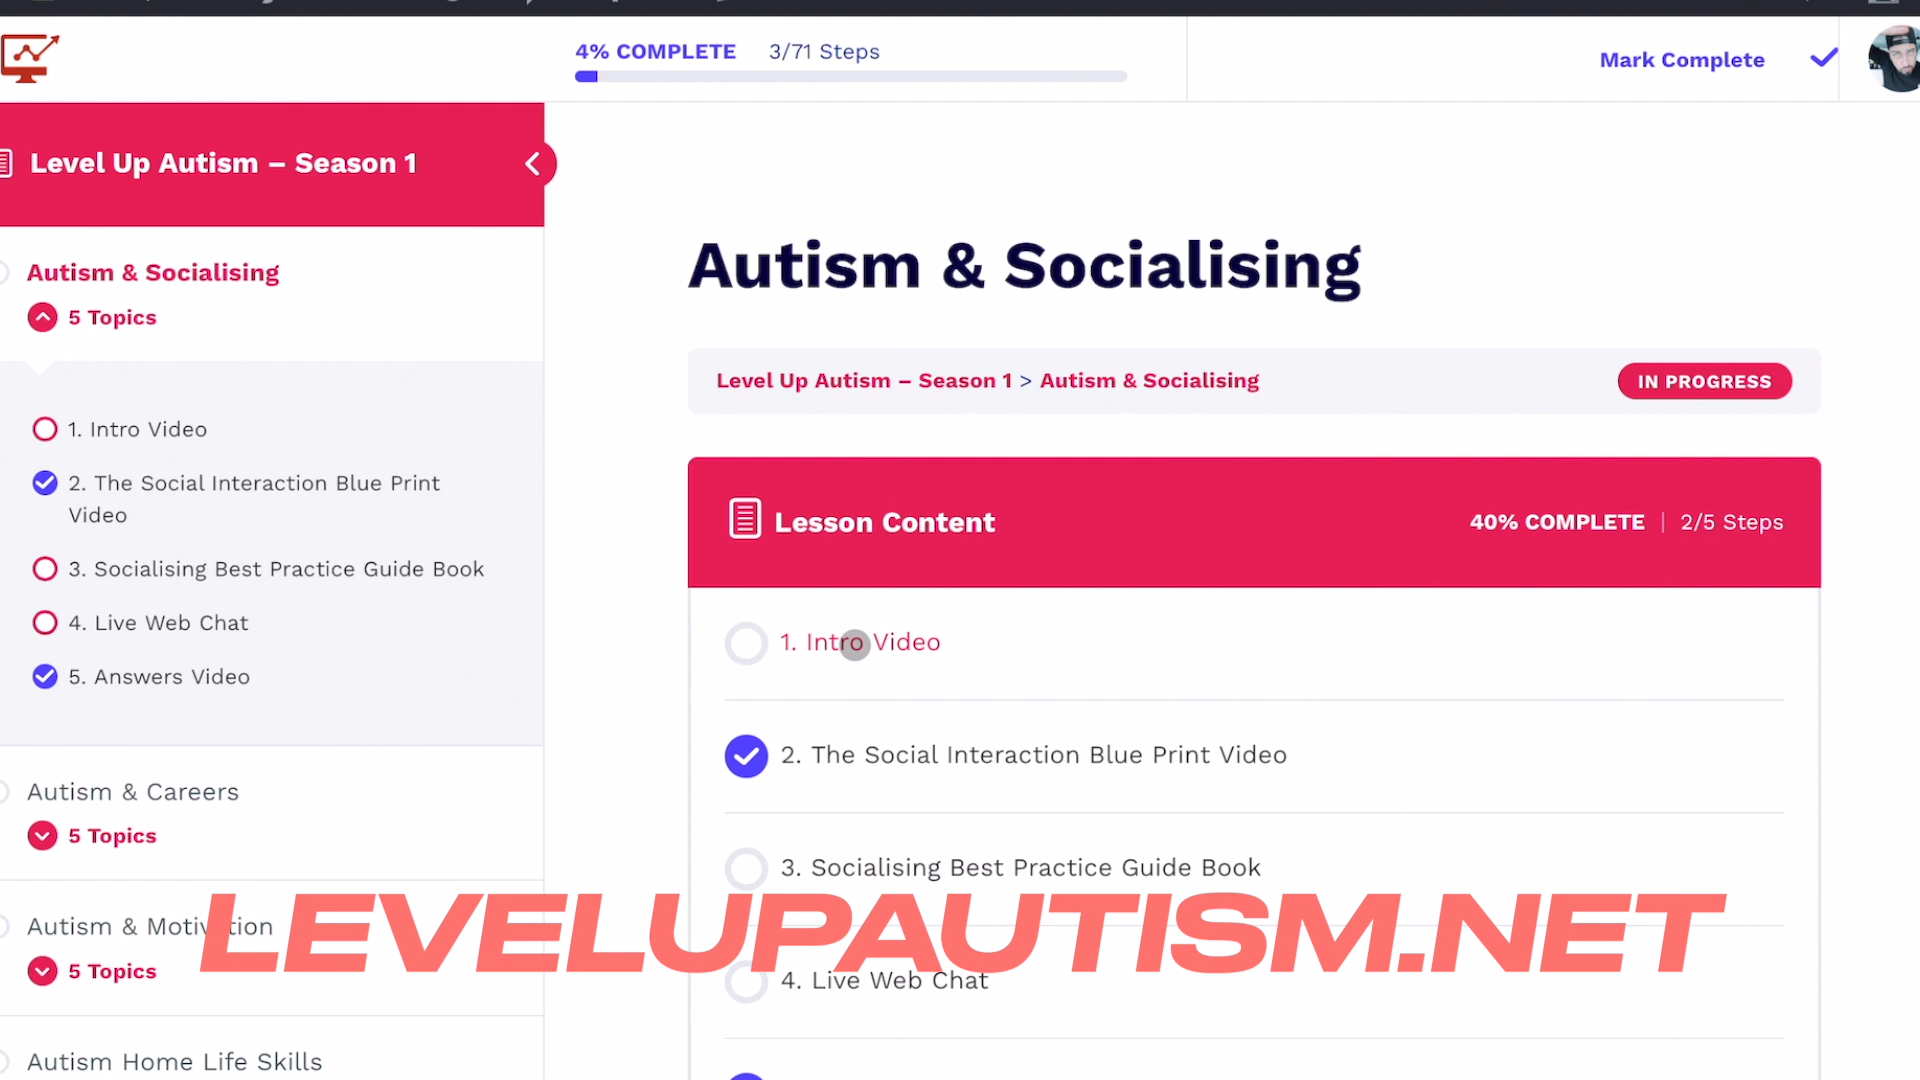 4% COMPLETE 3/71 Steps
Mark Complete
Level Up Autism – Season 1
Autism & Socialising
5 Topics
1. Intro Video
2. The Social Interaction Blue Print
Video
3. Socialising Best Practice Guide Book
4. Live Web Chat
5. Answers Video
Autism & Careers
5 Topics
Autism & Motivation
5 Topics
Autism Home Life Skills
Autism & Socialising
Level Up Autism – Season 1 > Autism & Socialising
IN PROGRESS
Lesson Content
40% COMPLETE | 2/5 Steps
1. Intro Video
2. The Social Interaction Blue Print Video
3. Socialising Best Practice Guide Book
4. Live Web Chat
LEVELUPAUTISM.NET